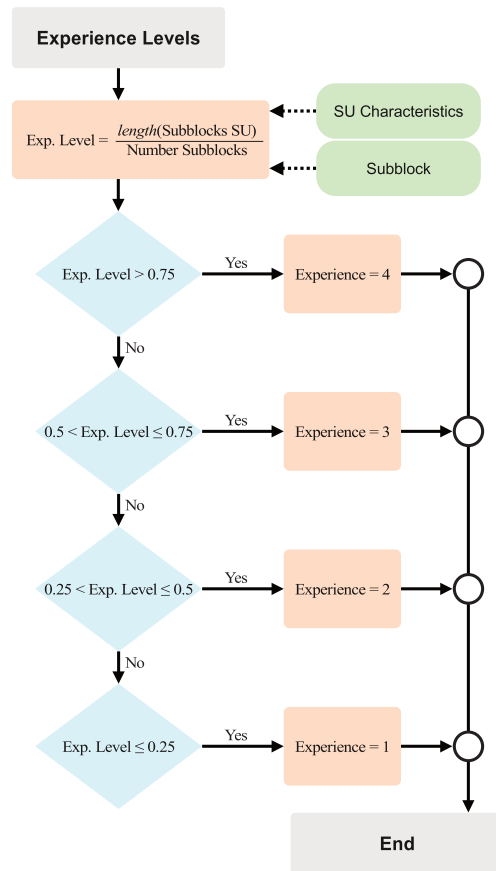 Experience Levels
Exp. Level = length(Subblocks SU)
Number Subblocks
SU Characteristics
Subblock
Exp. Level > 0.75
Yes
Experience = 4
No
0.5 < Exp. Level ≤ 0.75
Yes
Experience = 3
No
0.25 < Exp. Level ≤ 0.5
Yes
Experience = 2
No
Exp. Level ≤ 0.25
Yes
Experience = 1
End